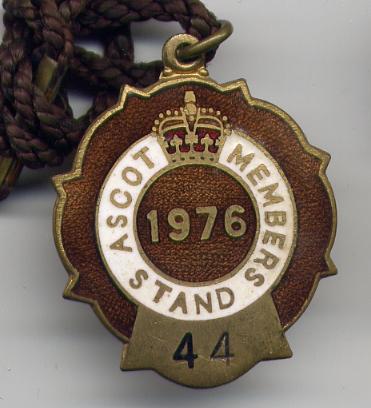 ASCOT MEMBERS STAND
1976
44